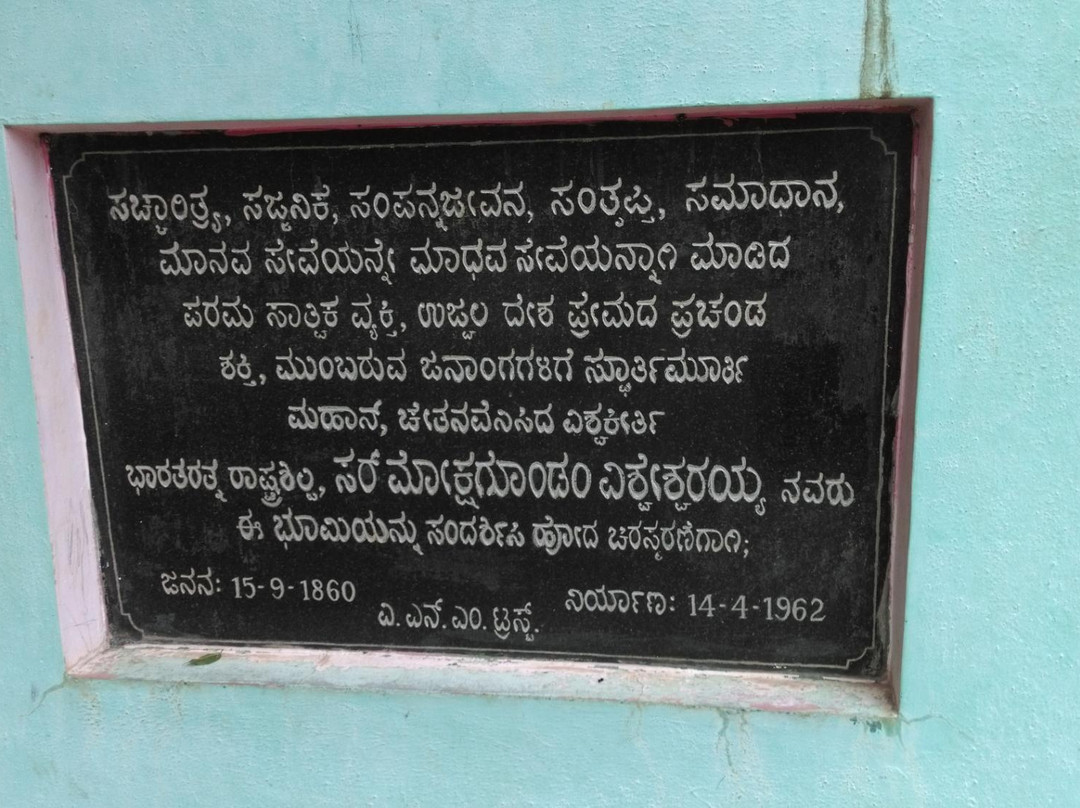 ಸಚ್ಚಾರಿತ್ರ್ಯ, ಸಜ್ಜನಿಕೆ, ಸಂಪನ್ನಜೀವನ, ಸಂತೃಪ್ತಿ, ಸಮಾಧಾನ,
ಮಾನವ ಸೇವೆಯನ್ನೇ ಮಾಧವ ಸೇವೆಯನ್ನಾಗಿ ಮಾಡಿದ
ಪರಮ ಸಾತ್ವಿಕ ವ್ಯಕ್ತಿ, ಉಜ್ವಲ ದೇಶ ಪ್ರೇಮದ ಪ್ರಚಂಡ
ಶಕ್ತಿ, ಮುಂಬರುವ ಜನಾಂಗಗಳಿಗೆ ಸ್ಪೂರ್ತಿಮೂರ್ತಿ
ಮಹಾನ್, ಚೇತನವೆನಿಸಿದ ವಿಶ್ವಕೀರ್ತಿ
ಭಾರತರತ್ನ ರಾಷ್ಟ್ರಶಿಲ್ಪಿ, ಸರ್ ಮೋಕ್ಷಗೂಂಡಂ ವಿಶ್ವೇಶ್ವರಯ್ಯ ನವರು
ಈ ಭೂಮಿಯನ್ನು ಸಂದರ್ಶಿಸಿ ಹೋದ ಚಿರಸ್ಮರಣೆಗಾಗಿ;
ಜನನ: 15-9-1860 ನಿರ್ಯಾಣ: 14-4-1962
ವಿ. ಎನ್. ಎಂ. ಟ್ರಸ್ಟ್.